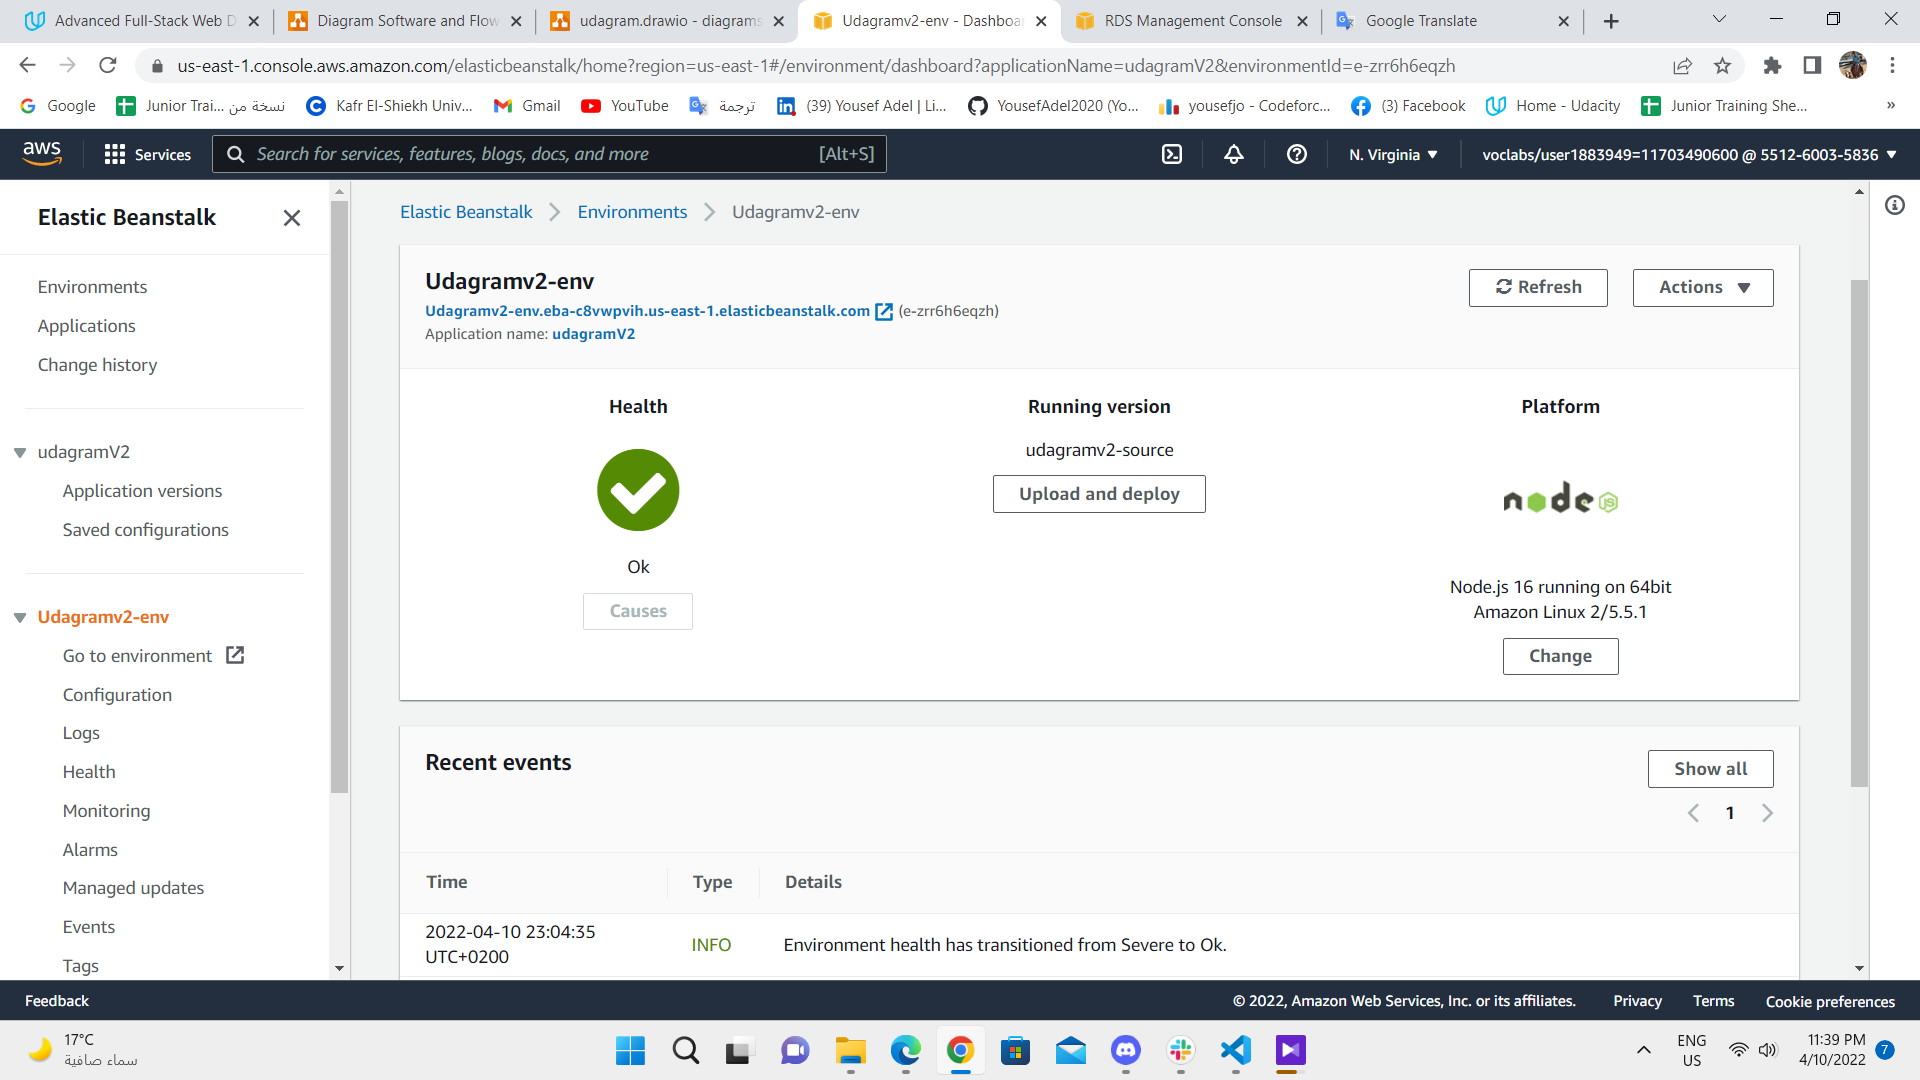 Advanced Full-Stack Web D
Diagram Software and Flow
udagram.drawio - diagrams
Udagramv2-env - Dashboar
RDS Management Console
Google Translate
us-east-1.console.aws.amazon.com/elasticbeanstalk/home?region=us-east-1#/environment/dashboard?applicationName=udagramV2&environmentId=e-zrr6h6eqzh
Google
نسخة من Junior Trai...
Kafr El-Shiekh Univ...
Gmail
YouTube
ترجمة
(39) Yousef Adel | Li...
YousefAdel2020 (Yo...
yousefjo - Codeforc...
(3) Facebook
Home - Udacity
Junior Training She...
»
aws
Services
Search for services, features, blogs, docs, and more
[Alt+S]
N. Virginia
voclabs/user1883949=11703490600 @ 5512-6003-5836
Elastic Beanstalk
Environments
Applications
Change history
udagramV2
Application versions
Saved configurations
Udagramv2-env
Go to environment
Configuration
Logs
Health
Monitoring
Alarms
Managed updates
Events
Tags
Elastic Beanstalk
Environments
Udagramv2-env
Udagramv2-env
Udagramv2-env.eba-c8vwpvih.us-east-1.elasticbeanstalk.com (e-zrr6h6eqzh)
Application name: udagramV2
Refresh
Actions
Health
Ok
Causes
Running version
udagramv2-source
Upload and deploy
Platform
node
JS
Node.js 16 running on 64bit
Amazon Linux 2/5.5.1
Change
Recent events
Show all
1
Time
Type
Details
2022-04-10 23:04:35
UTC+0200
INFO
Environment health has transitioned from Severe to Ok.
Feedback
© 2022, Amazon Web Services, Inc. or its affiliates.
Privacy
Terms
Cookie preferences
17°C
سماء صافية
ENG
US
11:39 PM
4/10/2022
7